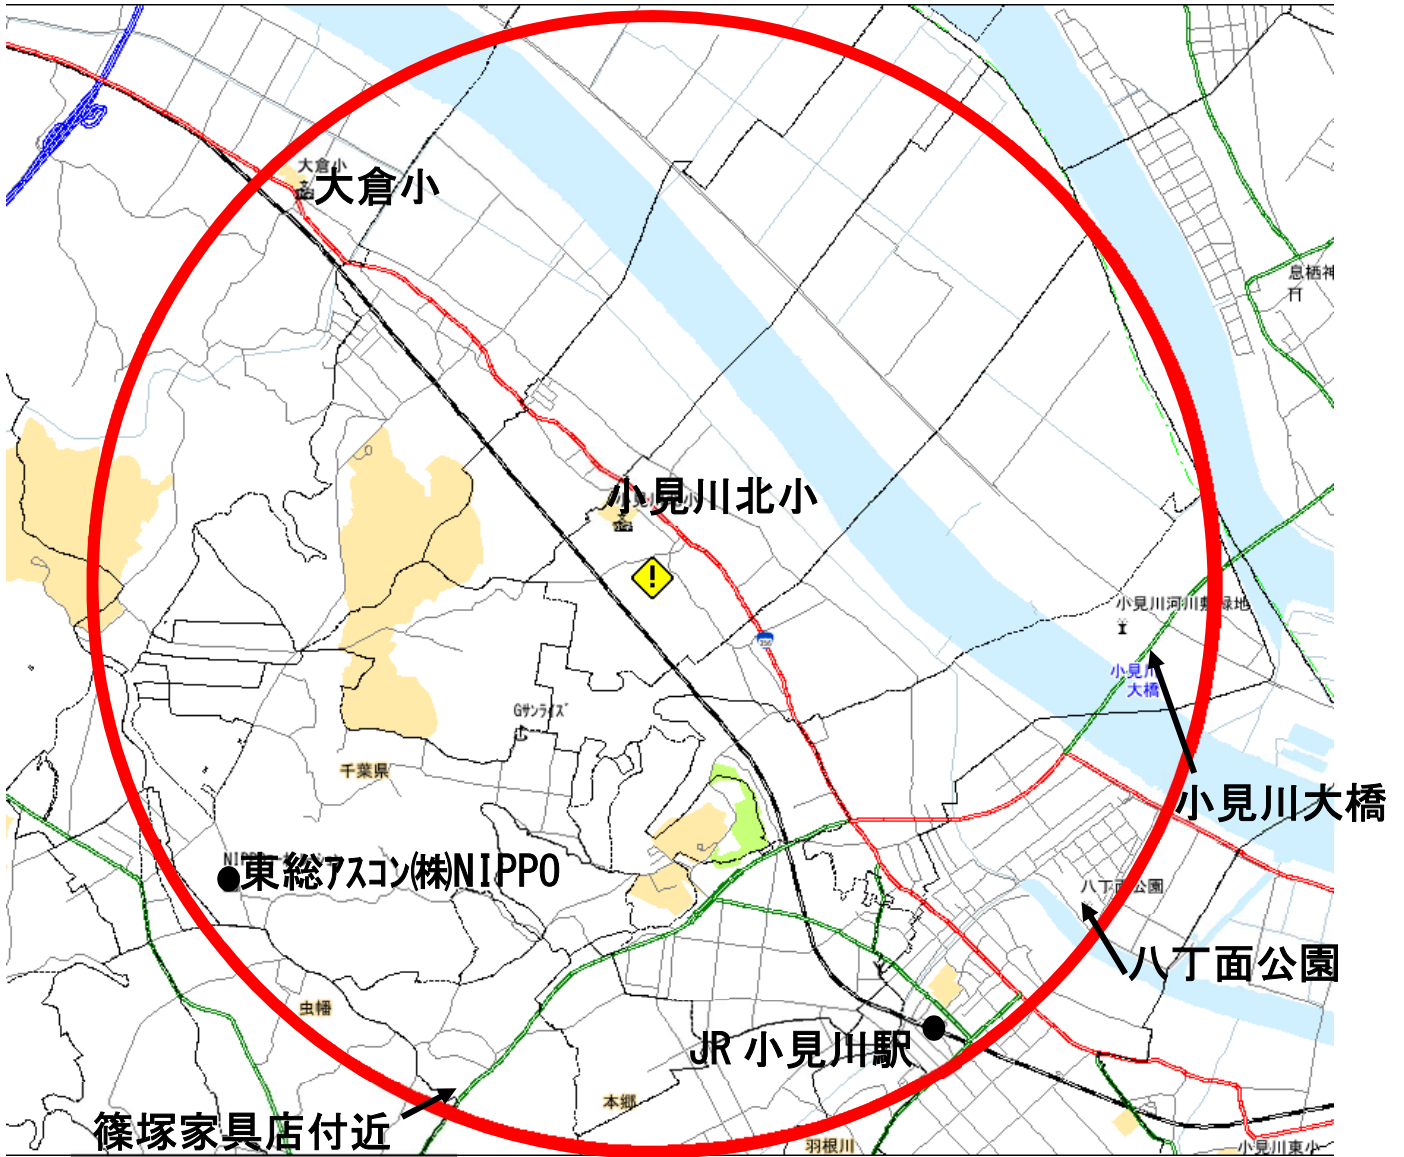 大倉小
大倉小
息栖神
小見川北小
小見川河川敷緑地
小見川
大橋
Gサンライズ
千葉県
小見川大橋
東総アスコン㈱NIPPO
八丁面公園
八丁面公園
虫幡
JR 小見川駅
本郷
篠塚家具店付近
羽根川
小見川東小